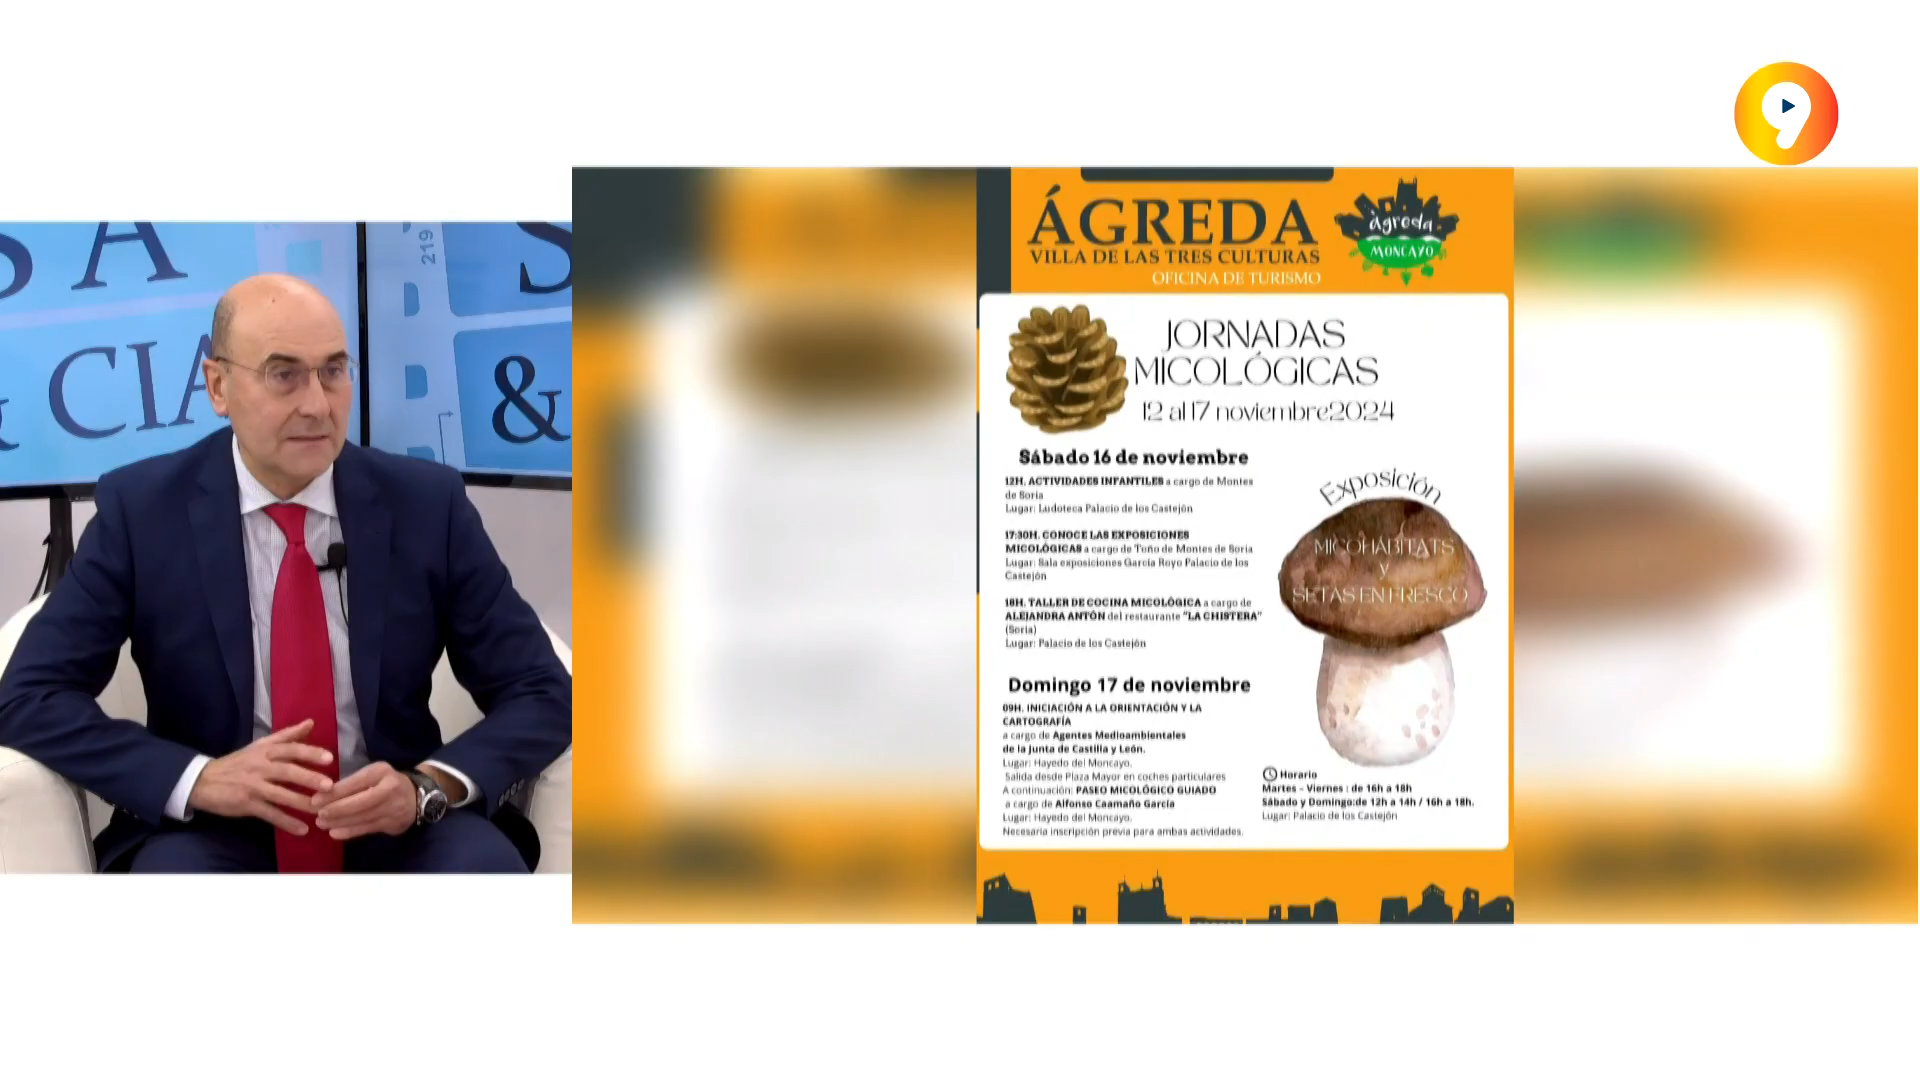 S A
& CIA
219
S
&
9
ÁGREDA
VILLA DE LAS TRES CULTURAS
OFICINA DE TURISMO
ágreda
MONCAYO
JORNADAS
MICOLÓGICAS
12 al 17 noviembre2024
Sábado 16 de noviembre
12H. ACTIVIDADES INFANTILES a cargo de Montes
de Soria
Lugar: Ludoteca Palacio de los Castejón
17:30H. CONOCE LAS EXPOSICIONES
MICOLÓGICAS a cargo de Toño de Montes de Soria
Lugar: Sala exposiciones García Royo Palacio de los
Castejón
18H. TALLER DE COCINA MICOLÓGICA a cargo de
ALEJANDRA ANTÓN del restaurante "LA CHISTERA"
(Soria)
Lugar: Palacio de los Castejón
Domingo 17 de noviembre
09H. INICIACIÓN A LA ORIENTACIÓN Y LA
CARTOGRAFÍA
a cargo de Agentes Medioambientales
de la Junta de Castilla y León.
Lugar: Hayedo del Moncayo.
Salida desde Plaza Mayor en coches particulares
A continuación: PASEO MICOLÓGICO GUIADO
a cargo de Alfonso Caamaño García
Lugar: Hayedo del Moncayo.
Necesaria inscripción previa para ambas actividades.
Exposición
MICOHÁBITATS
y
SETAS EN FRESCO
Horario
Martes - Viernes : de 16h a 18h
Sábado y Domingo:de 12h a 14h / 16h a 18h.
Lugar: Palacio de los Castejón